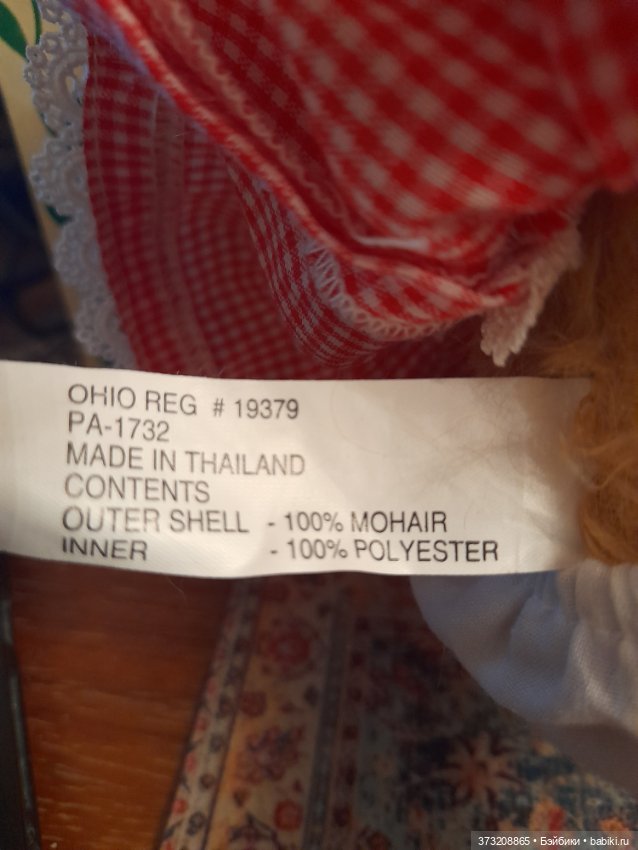 OHIO REG # 19379
PA-1732
MADE IN THAILAND
CONTENTS
OUTER SHELL - 100% MOHAIR
INNER - 100% POLYESTER
373208865 • Бэйбики • babiki.ru